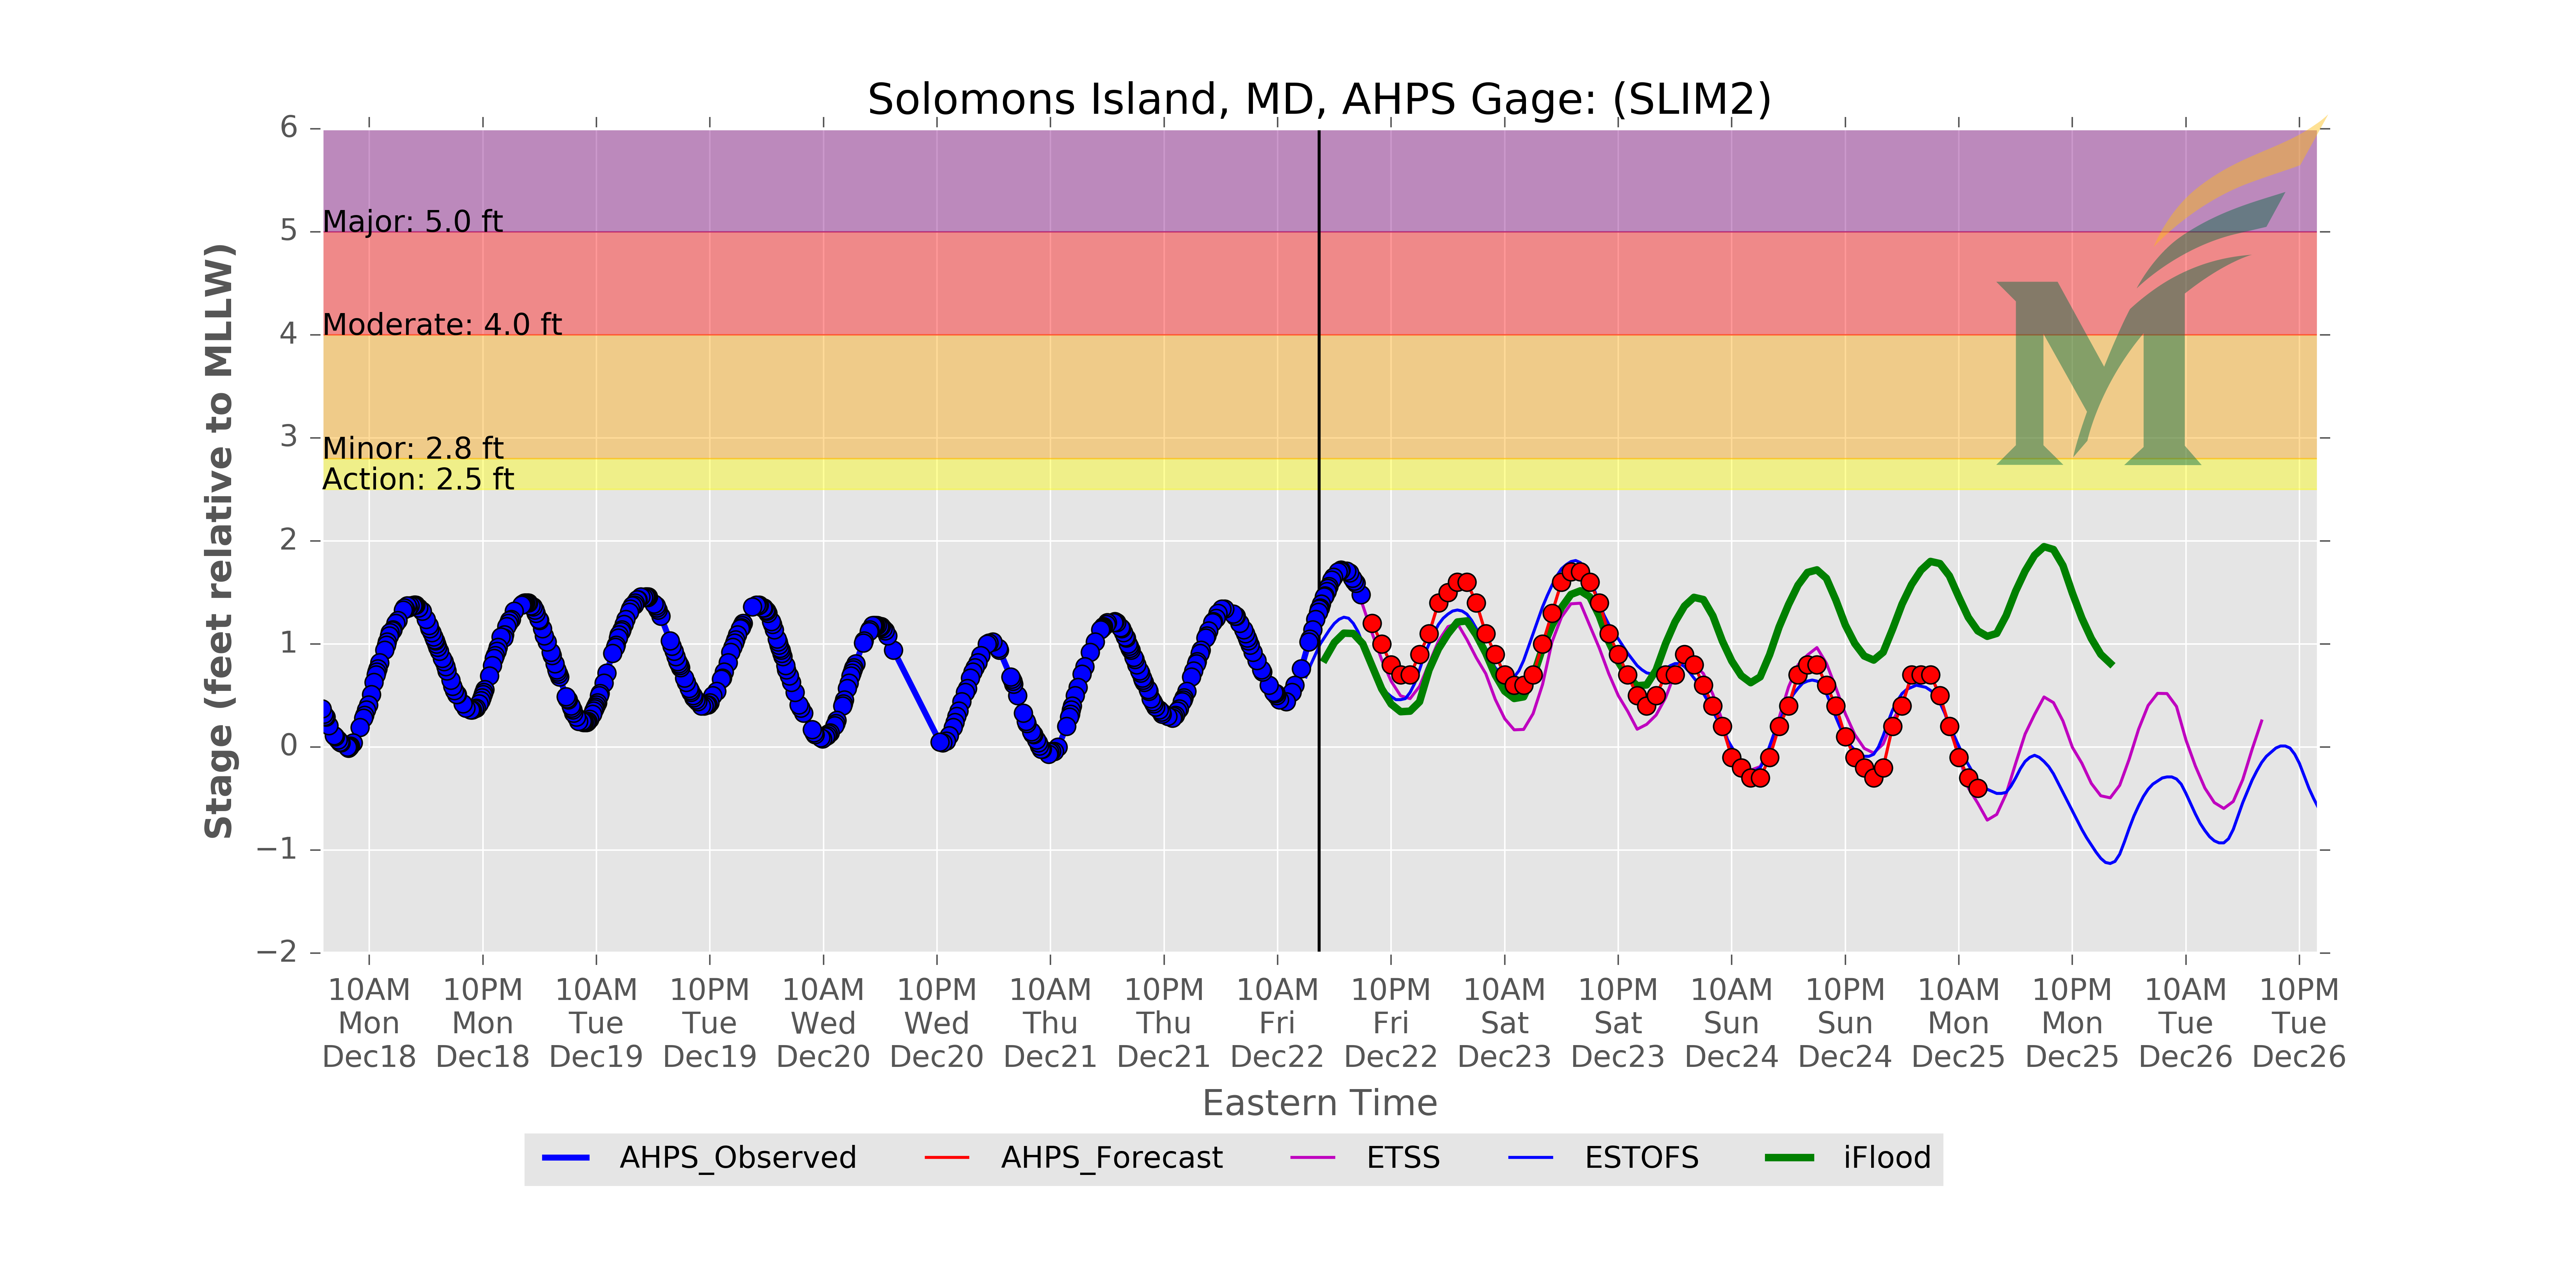 Solomons Island, MD, AHPS Gage: (SLIM2)
6
5
4
3
2
1
0
−1
−2
Stage (feet relative to MLLW)
Major: 5.0 ft
Moderate: 4.0 ft
Minor: 2.8 ft
Action: 2.5 ft
M
10AM 10PM 10AM 10PM 10AM 10PM 10AM 10PM 10AM 10PM 10AM 10PM 10AM 10PM 10AM 10PM 10AM 10PM
Mon Mon Tue Tue Wed Wed Thu Thu Fri Fri Sat Sat Sun Sun Mon Mon Tue Tue
Dec18 Dec18 Dec19 Dec19 Dec20 Dec20 Dec21 Dec21 Dec22 Dec22 Dec23 Dec23 Dec24 Dec24 Dec25 Dec25 Dec26 Dec26
Eastern Time
AHPS_Observed AHPS_Forecast ETSS ESTOFS iFlood